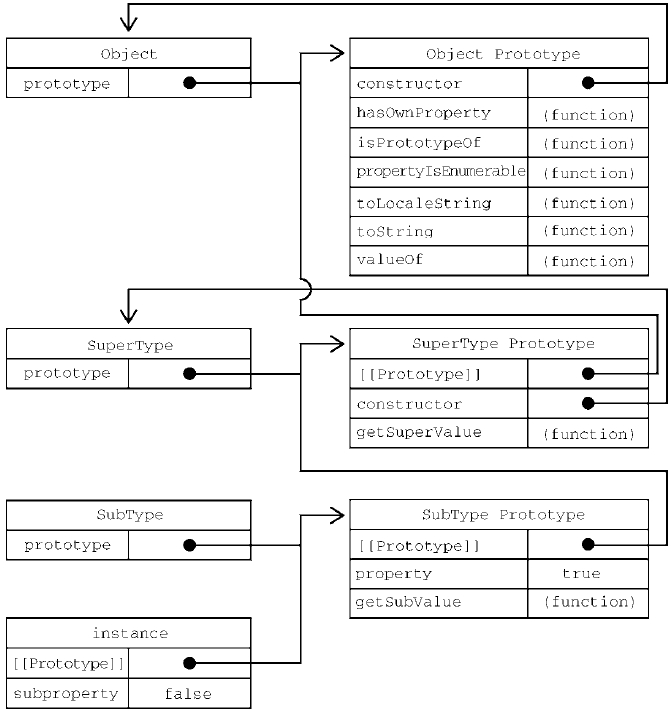 Object
prototype
Object Prototype
constructor
hasOwnProperty (function)
isPrototypeOf (function)
propertyIsEnumerable (function)
toLocaleString (function)
toString (function)
valueOf (function)
SuperType
prototype
SuperType Prototype
[[Prototype]]
constructor
getSuperValue (function)
SubType
prototype
SubType Prototype
[[Prototype]]
property true
getSubValue (function)
instance
[[Prototype]]
subproperty false